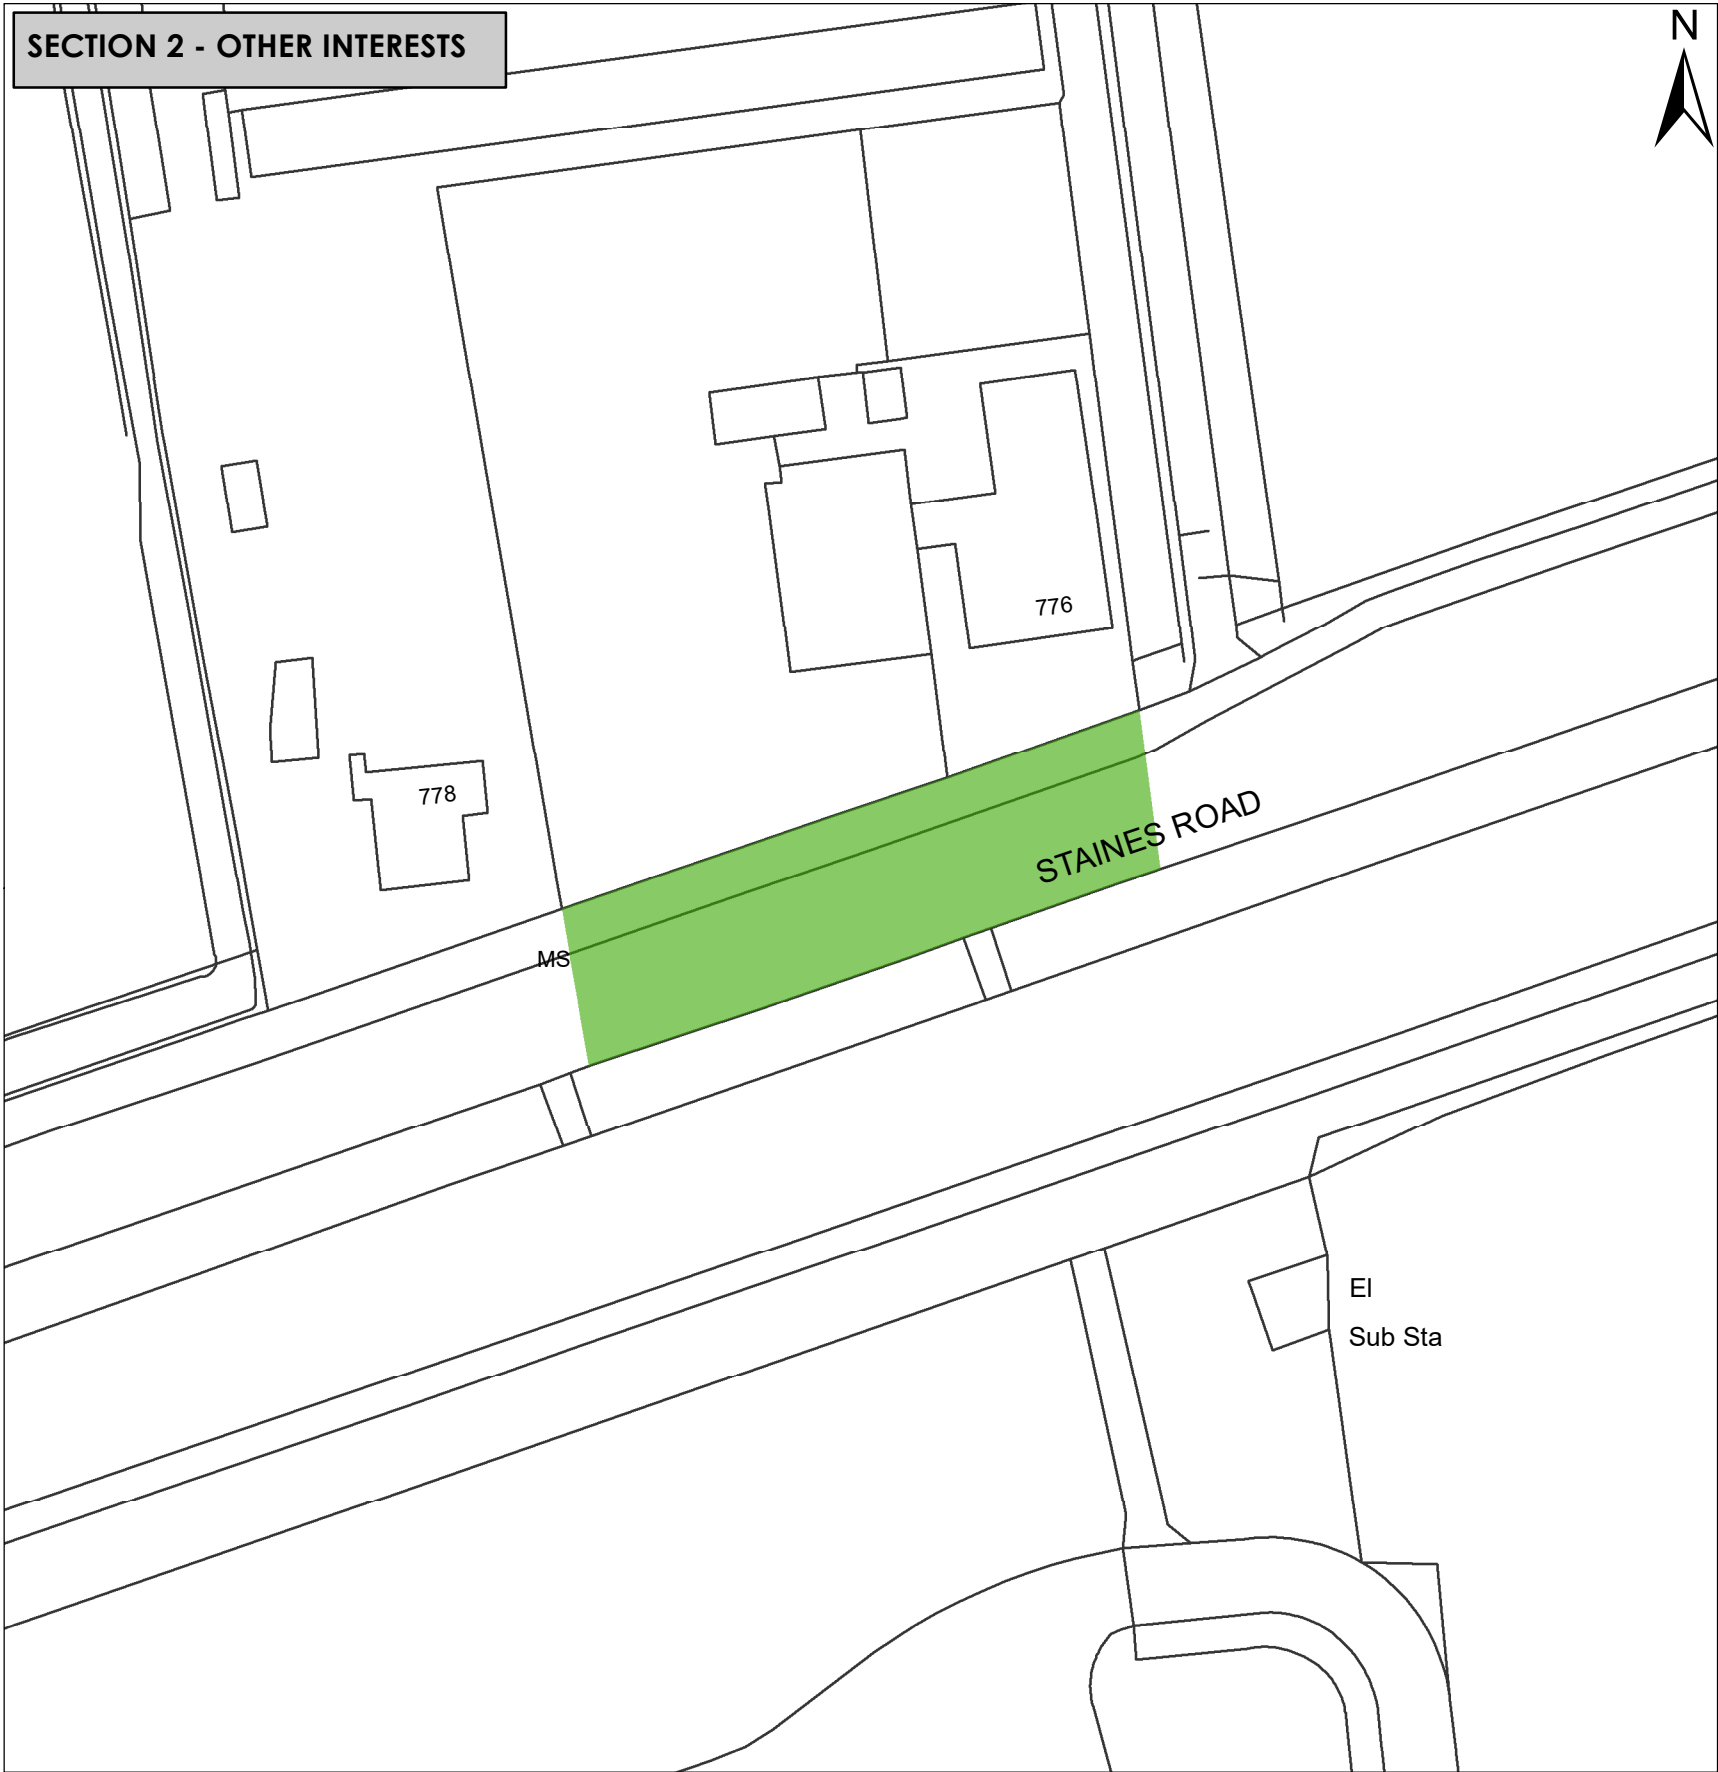 SECTION 2 - OTHER INTERESTS
N
776
778
STAINES ROAD
MS
El
Sub Sta